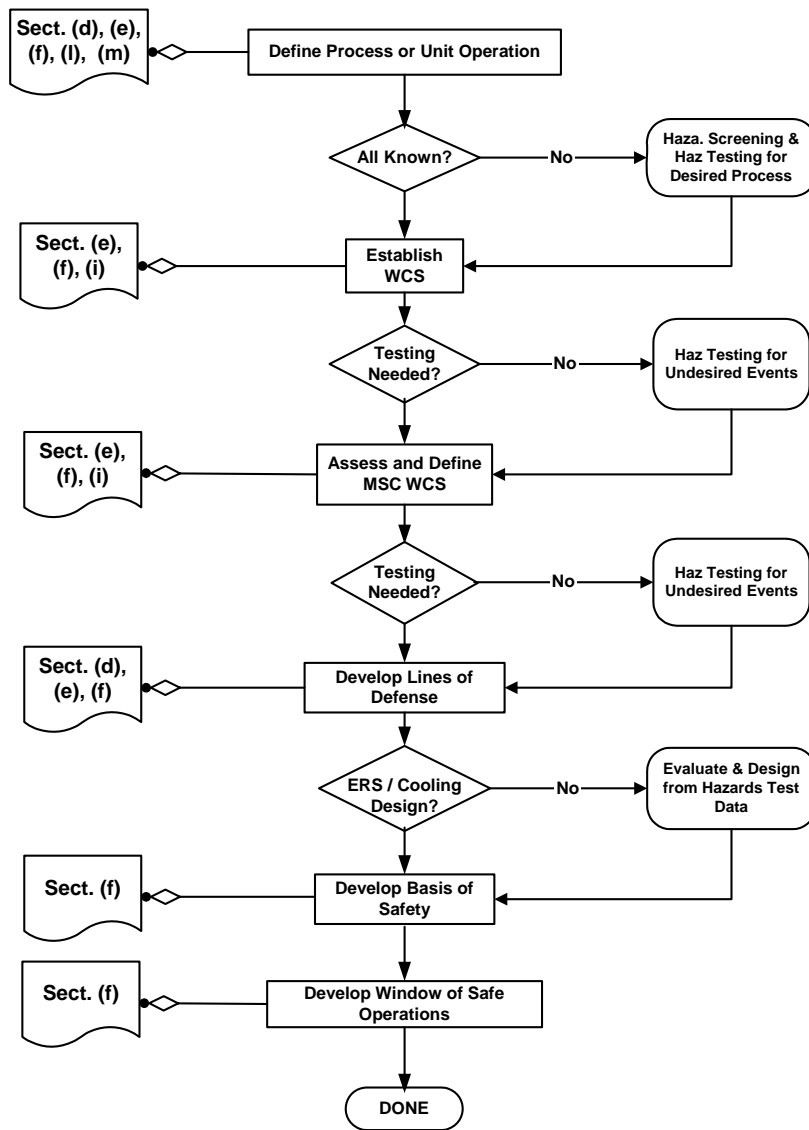 Sect. (d), (e),
(f), (l),  (m)
Define Process or Unit Operation
All Known?
No
Haza. Screening &
Haz Testing for
Desired Process
Sect. (e),
(f), (i)
Establish
WCS
Testing
Needed?
No
Haz Testing for
Undesired Events
Sect. (e),
(f), (i)
Assess and Define
MSC WCS
Testing
Needed?
No
Haz Testing for
Undesired Events
Sect. (d),
(e), (f)
Develop Lines of
Defense
ERS / Cooling
Design?
No
Evaluate & Design
from Hazards Test
Data
Sect. (f)
Develop Basis of
Safety
Sect. (f)
Develop Window of Safe
Operations
DONE